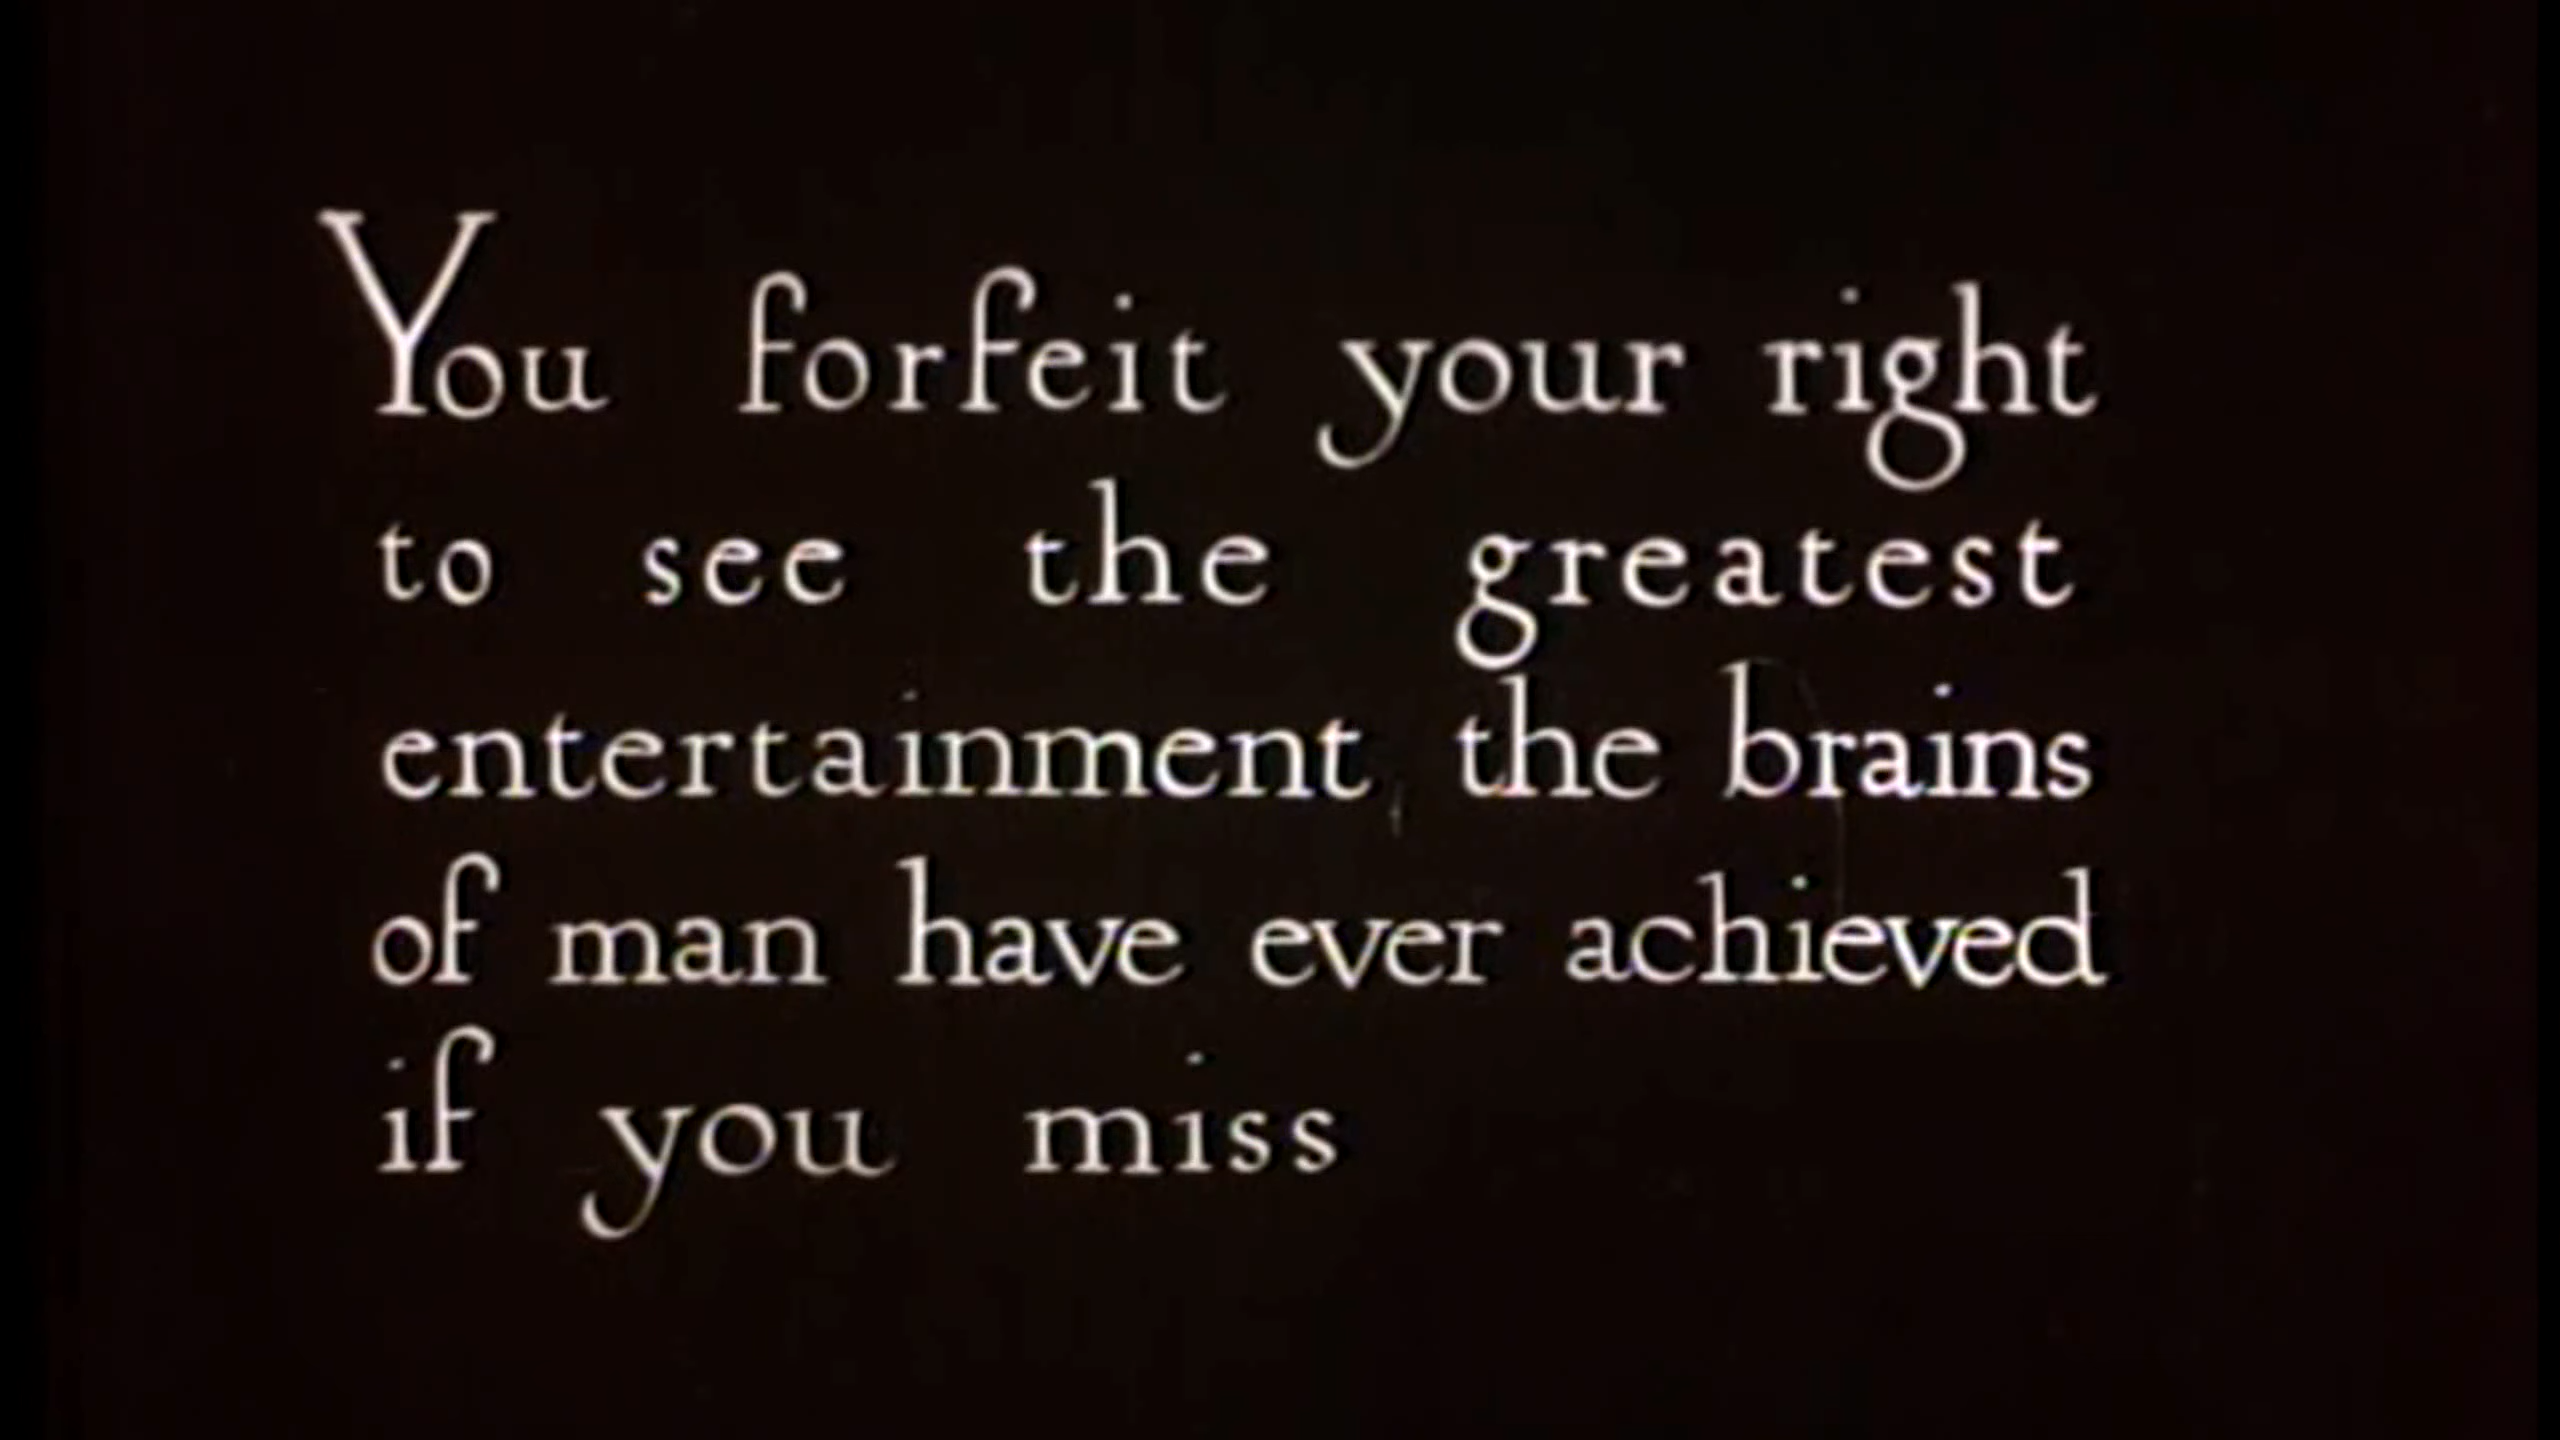 You forfeit your right
to see the greatest
entertainment the brains
of man have ever achieved
if you miss